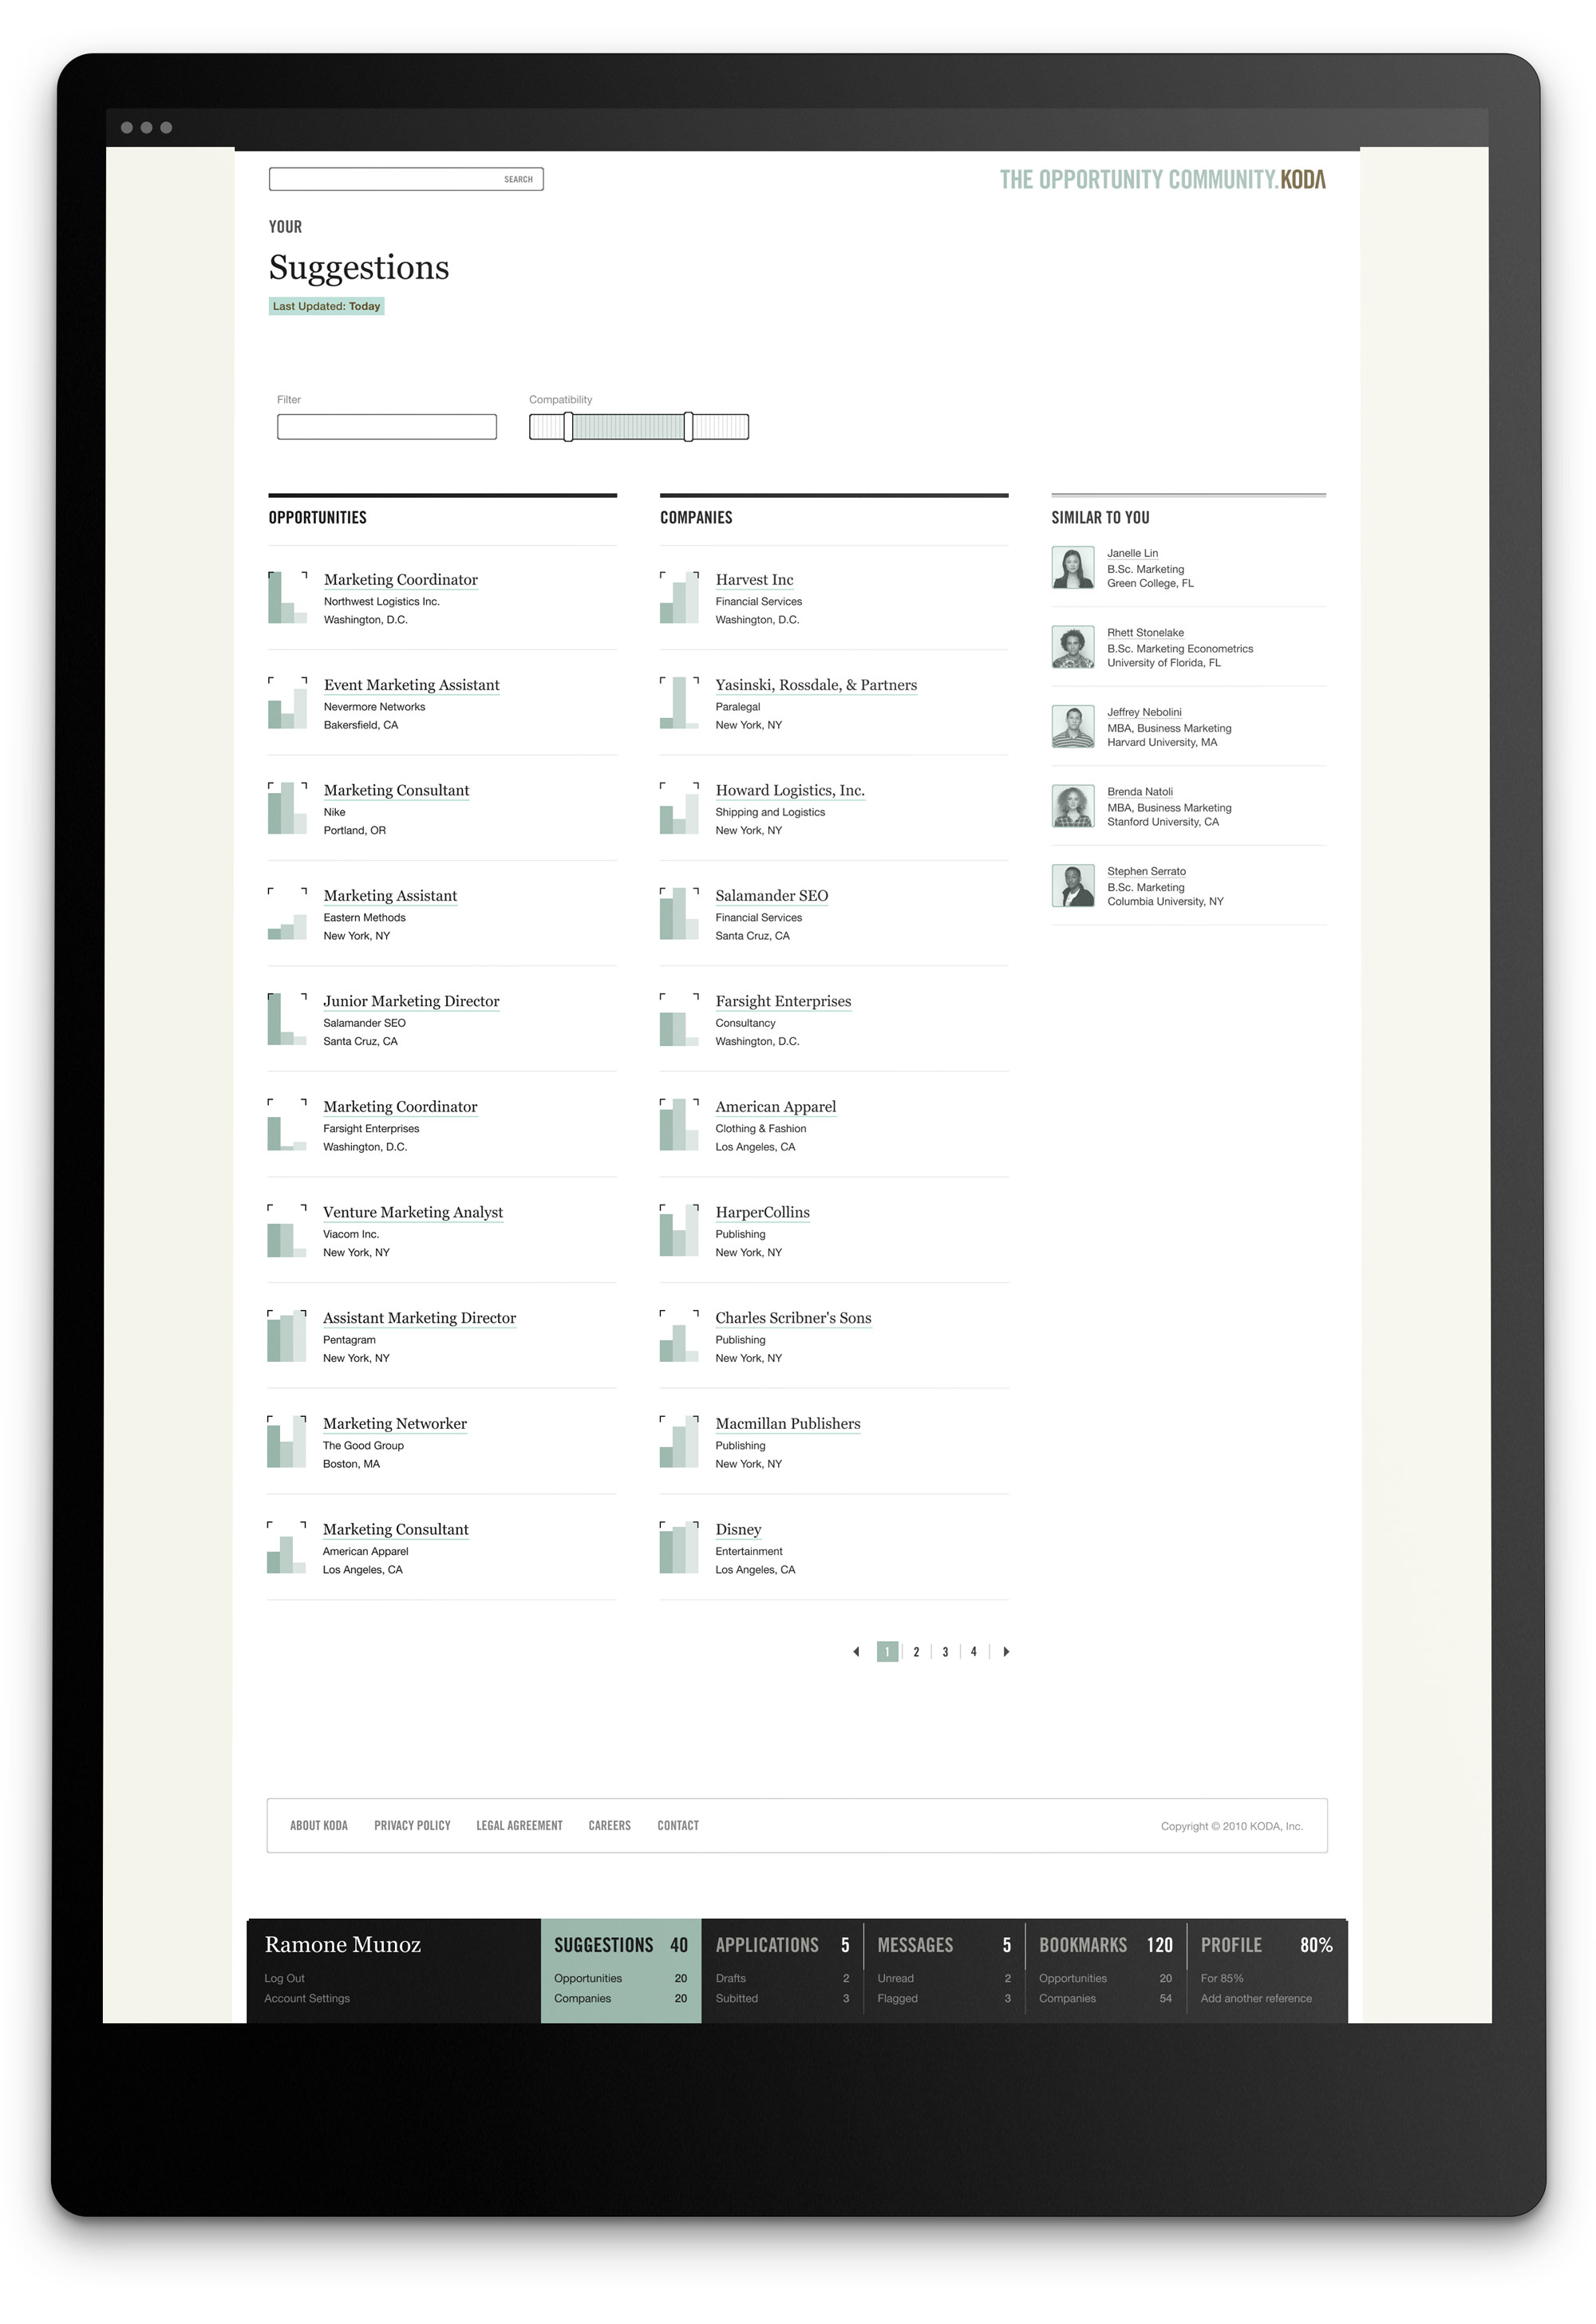 SEARCH
THE OPPORTUNITY COMMUNITY.KODA
YOUR
Suggestions
Last Updated: Today
Filter
Compatibility
OPPORTUNITIES
Marketing Coordinator
Northwest Logistics Inc.
Washington, D.C.
Event Marketing Assistant
Nevermore Networks
Bakersfield, CA
Marketing Consultant
Nike
Portland, OR
Marketing Assistant
Eastern Methods
New York, NY
Junior Marketing Director
Salamander SEO
Santa Cruz, CA
Marketing Coordinator
Farsight Enterprises
Washington, D.C.
Venture Marketing Analyst
Viacom Inc.
New York, NY
Assistant Marketing Director
Pentagram
New York, NY
Marketing Networker
The Good Group
Boston, MA
Marketing Consultant
American Apparel
Los Angeles, CA
COMPANIES
Harvest Inc
Financial Services
Washington, D.C.
Yasinski, Rossdale, & Partners
Paralegal
New York, NY
Howard Logistics, Inc.
Shipping and Logistics
New York, NY
Salamander SEO
Financial Services
Santa Cruz, CA
Farsight Enterprises
Consultancy
Washington, D.C.
American Apparel
Clothing & Fashion
Los Angeles, CA
HarperCollins
Publishing
New York, NY
Charles Scribner's Sons
Publishing
New York, NY
Macmillan Publishers
Publishing
New York, NY
Disney
Entertainment
Los Angeles, CA
SIMILAR TO YOU
Janelle Lin
B.Sc. Marketing
Green College, FL
Rhett Stonelake
B.Sc. Marketing Econometrics
University of Florida, FL
Jeffrey Nebolini
MBA, Business Marketing
Harvard University, MA
Brenda Natoli
MBA, Business Marketing
Stanford University, CA
Stephen Serrato
B.Sc. Marketing
Columbia University, NY
1 2 3 4
ABOUT KODA PRIVACY POLICY LEGAL AGREEMENT CAREERS CONTACT
Copyright © 2010 KODA, Inc.
Ramone Munoz
Log Out
Account Settings
SUGGESTIONS 40
Opportunities 20
Companies 20
APPLICATIONS 5
Drafts 2
Subitted 3
MESSAGES 5
Unread 2
Flagged 3
BOOKMARKS 120
Opportunities 20
Companies 54
PROFILE 80%
For 85%
Add another reference